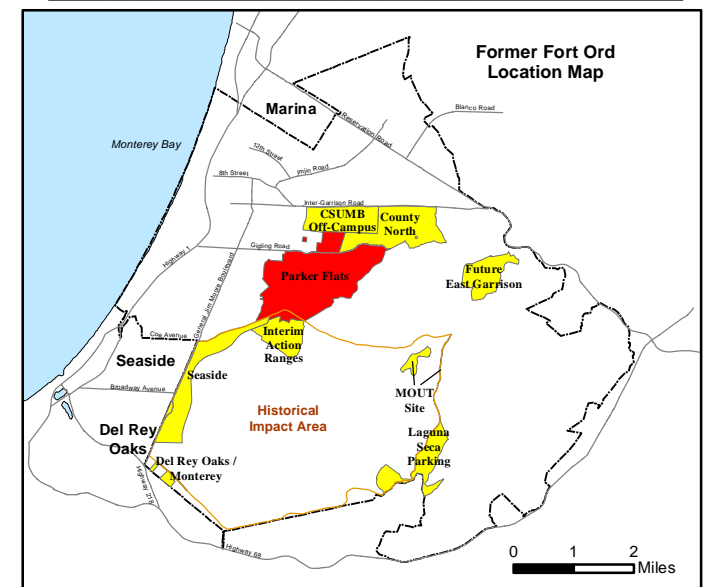 Former Fort Ord
Location Map
Marina
Blanco Road
Reservation Road
Monterey Bay
12th Street
Imjin Road
8th Street
Inter-Garrison Road
CSUMB
Off-Campus
County
North
Gigling Road
Highway 1
General Jim Moore Boulevard
Parker Flats
Future
East Garrison
Coe Avenue
Interim
Action
Ranges
Seaside
Seaside
MOUT
Site
Broadway Avenue
Historical
Impact Area
Del Rey
Oaks
Laguna
Seca
Parking
Del Rey Oaks /
Monterey
Highway 218
Highway 68
0 1 2
Miles